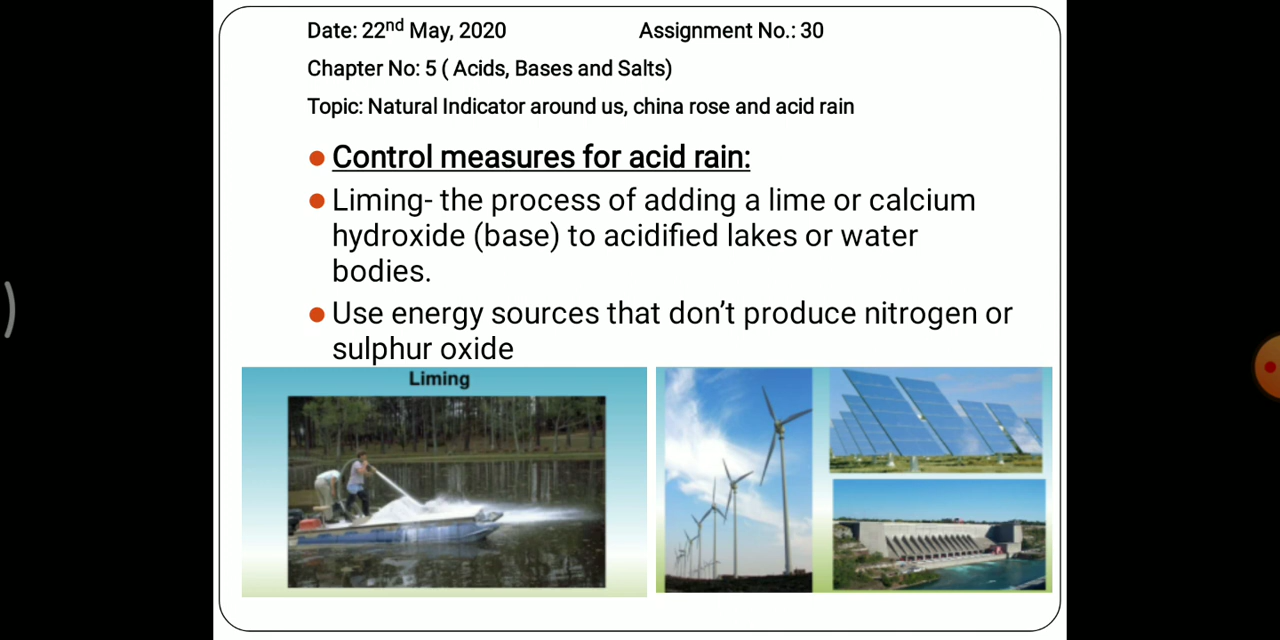 Date: 22nd May, 2020 Assignment No.: 30
Chapter No: 5 ( Acids, Bases and Salts)
Topic: Natural Indicator around us, china rose and acid rain
Control measures for acid rain:
Liming- the process of adding a lime or calcium
hydroxide (base) to acidified lakes or water
bodies.
Use energy sources that don’t produce nitrogen or
sulphur oxide
Liming